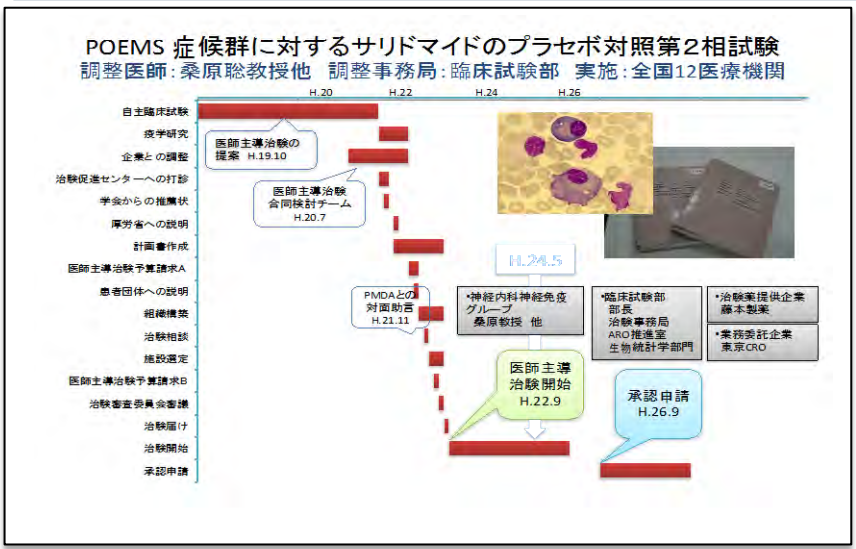 POEMS 症候群に対するサリドマイドのプラセボ対照第2相試験
調整医師:桑原聡教授他 調整事務局:臨床試験部 実施:全国12医療機関
H.20 H.22 H.24 H.26
自主臨床試験
疫学研究
企業との調整
治験促進センターへの打診
学会からの推薦状
厚労省への説明
計画書作成
医師主導治験予算請求A
患者団体への説明
組織構築
治験相談
施設選定
医師主導治験予算請求B
治験審査委員会審議
治験届け
治験開始
承認申請
医師主導治験の
提案 H.19.10
医師主導治験
合同検討チーム
H.20.7
PMDAとの
対面助言
H.21.11
H.24.5
•神経内科神経免疫
グループ
桑原教授 他
•臨床試験部
部長
治験事務局
ARO推進室
生物統計学部門
•治験薬提供企業
藤本製薬
•業務委託企業
東京CRO
医師主導
治験開始
H.22.9
承認申請
H.26.9